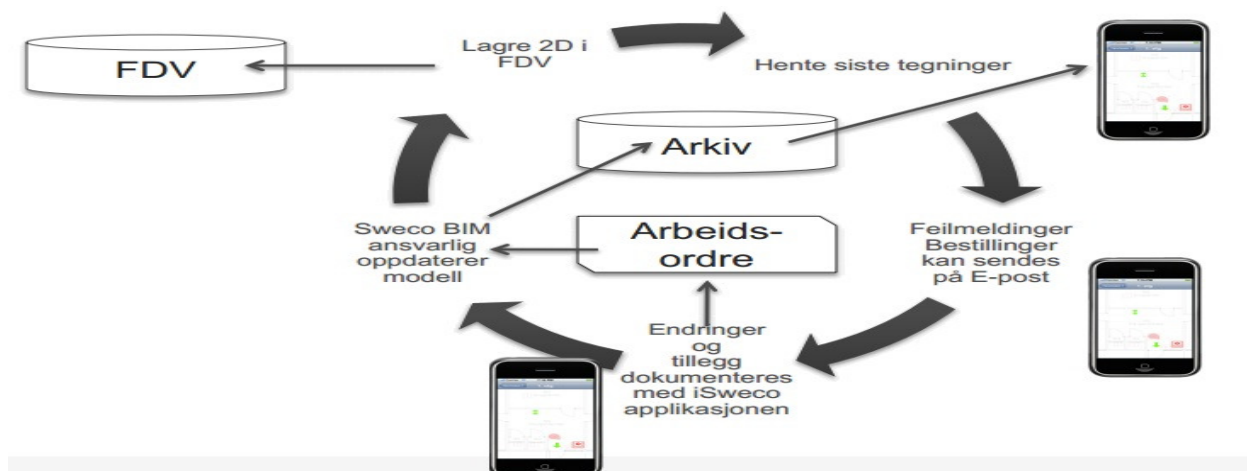 FDV
Lagre 2D i
FDV
Hente siste tegninger
Arkiv
Sweco BIM
ansvarlig
oppdaterer
modell
Arbeids-
ordre
Feilmeldinger
Bestillinger
kan sendes
på E-post
Endringer
og
tillegg
dokumenteres
med iSweco
applikasjonen